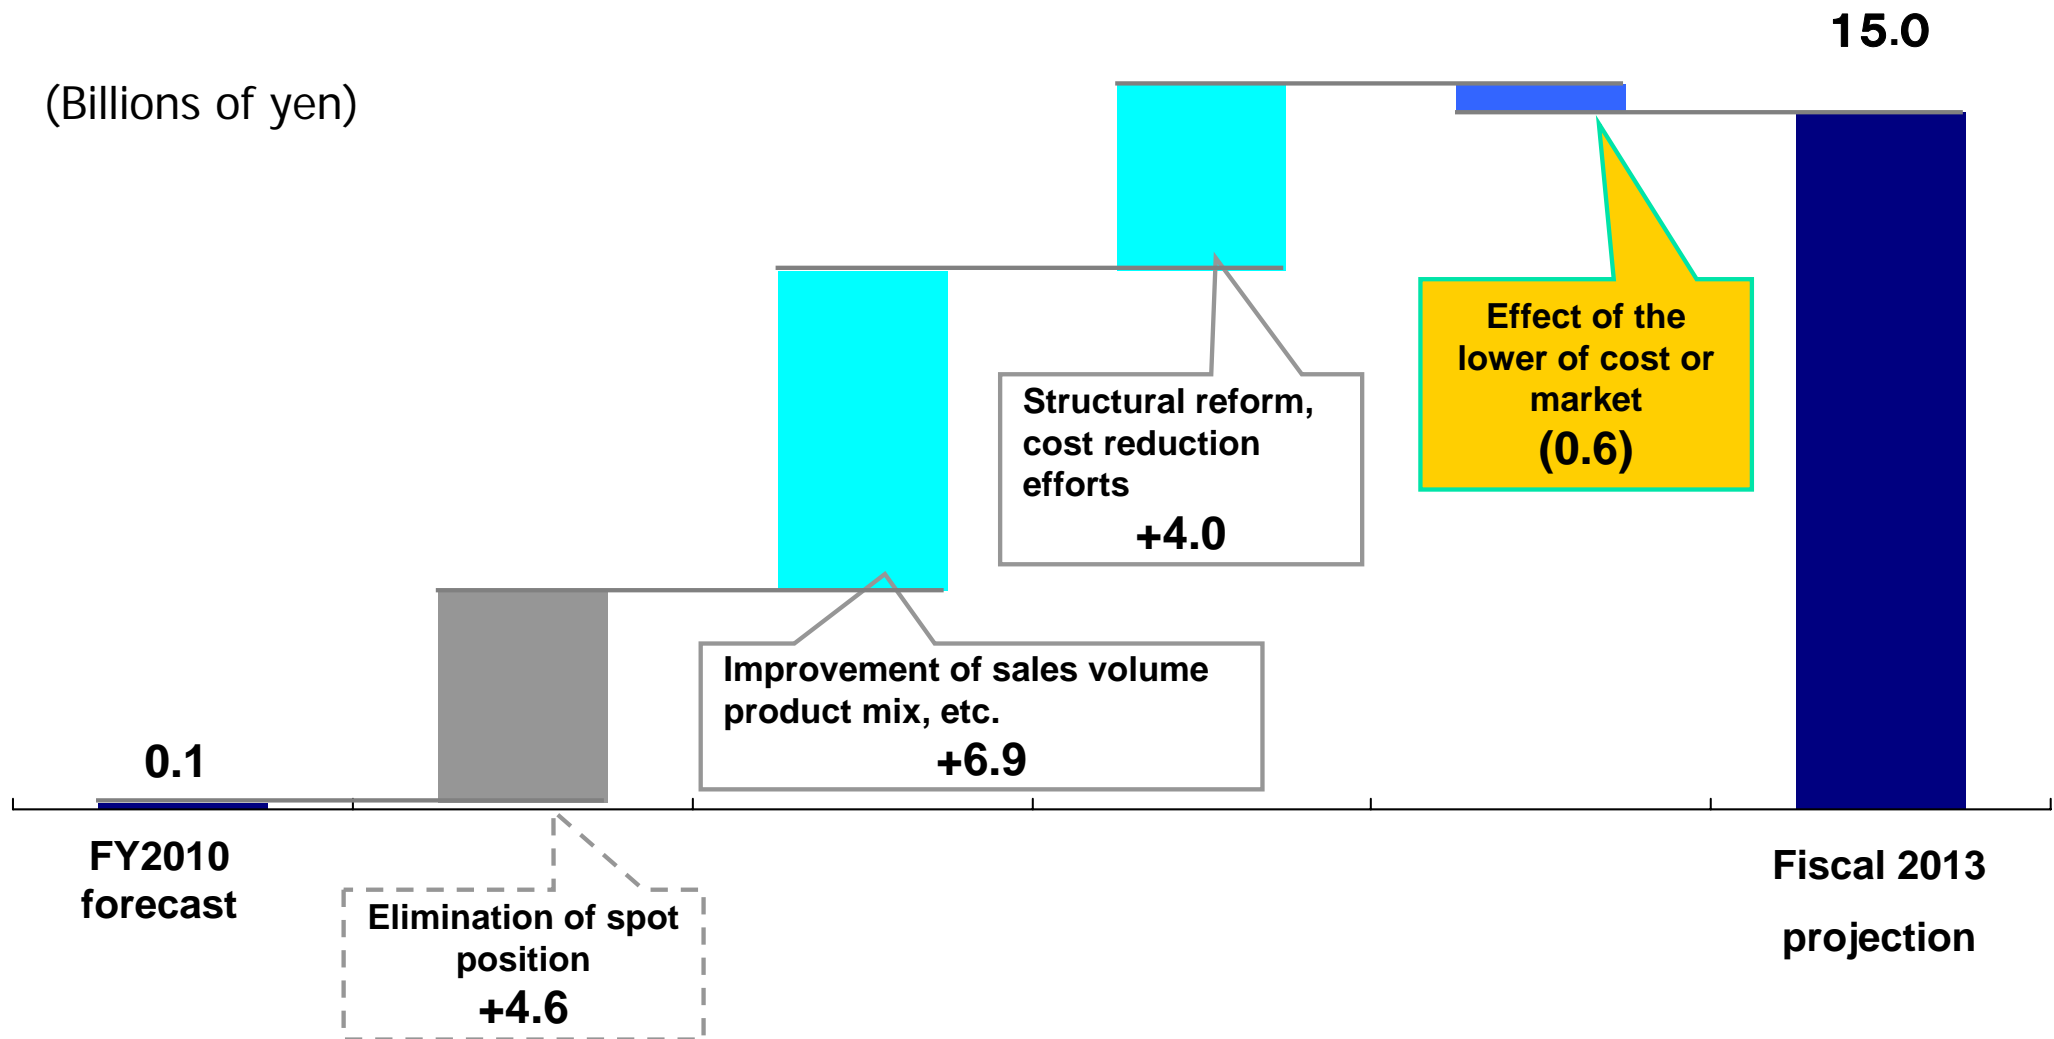 15.0
(Billions of yen)
Effect of the
lower of cost or
market
(0.6)
Structural reform,
cost reduction
efforts
+4.0
Improvement of sales volume
product mix, etc.
+6.9
0.1
FY2010
forecast
Elimination of spot
position
+4.6
Fiscal 2013
projection